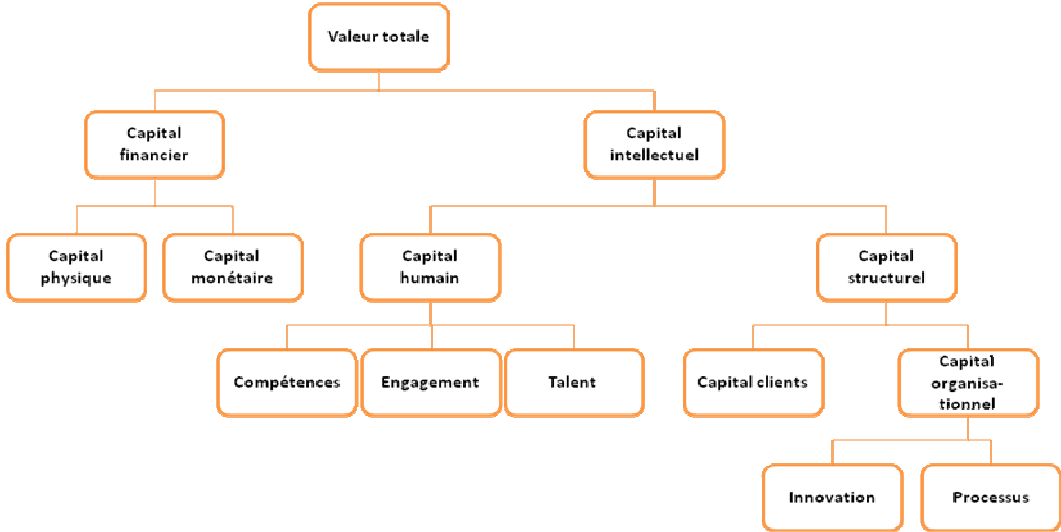 Valeur totale
Capital
financier
Capital
intellectuel
Capital
physique
Capital
monétaire
Capital
humain
Capital
structurel
Compétences
Engagement
Talent
Capital clients
Capital
organisa-
tionnel
Innovation
Processus